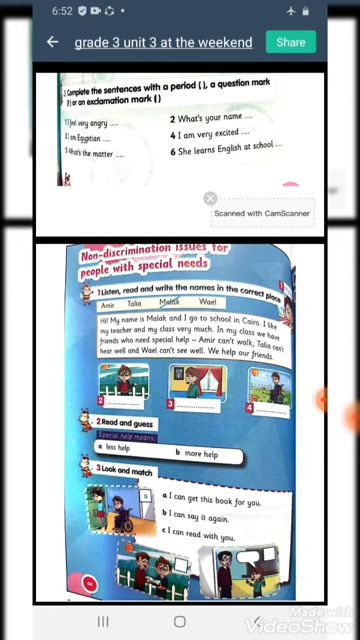 6:52
grade 3 unit 3 at the weekend
Share
3 Complete the sentences with a period (.), a question mark
(?) or an exclamation mark (!)
1 I feel very angry ....
2 What's your name ....
3 I am Egyptian ....
4 I am very excited ....
5 What's the matter ....
6 She learns English at school ....
Scanned with CamScanner
Non-discrimination issues for
people with special needs
1 Listen, read and write the names in the correct place
Amir Talia Malak Wael
Hi! My name is Malak and I go to school in Cairo. I like
my teacher and my class very much. In my class we have
friends who need special help - Amir can't walk, Talia can't
hear well and Wael can't see well. We help our friends.
1
2 ............
3 ............
4 ............
2 Read and guess
Special help means:
a less help
b more help
3 Look and match
a
a I can get this book for you.
b I can say it again.
c I can read with you.
44
Made with
VideoShow